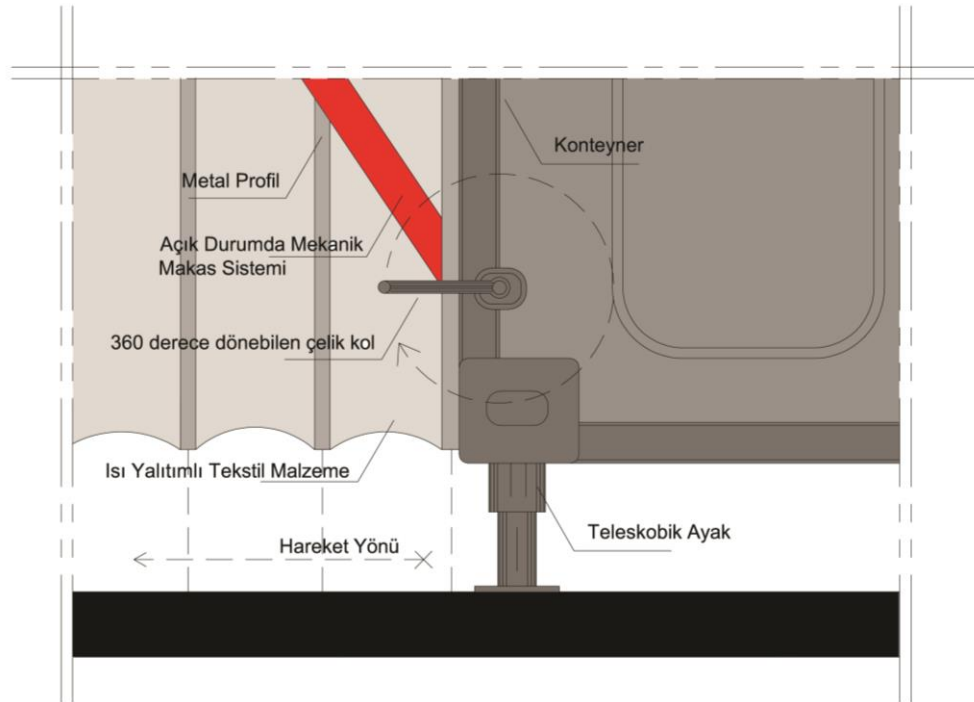 Konteyner
Metal Profil
Açık Durumda Mekanik
Makas Sistemi
360 derece dönebilen çelik kol
Isı Yalıtımlı Tekstil Malzeme
Teleskobik Ayak
Hareket Yönü